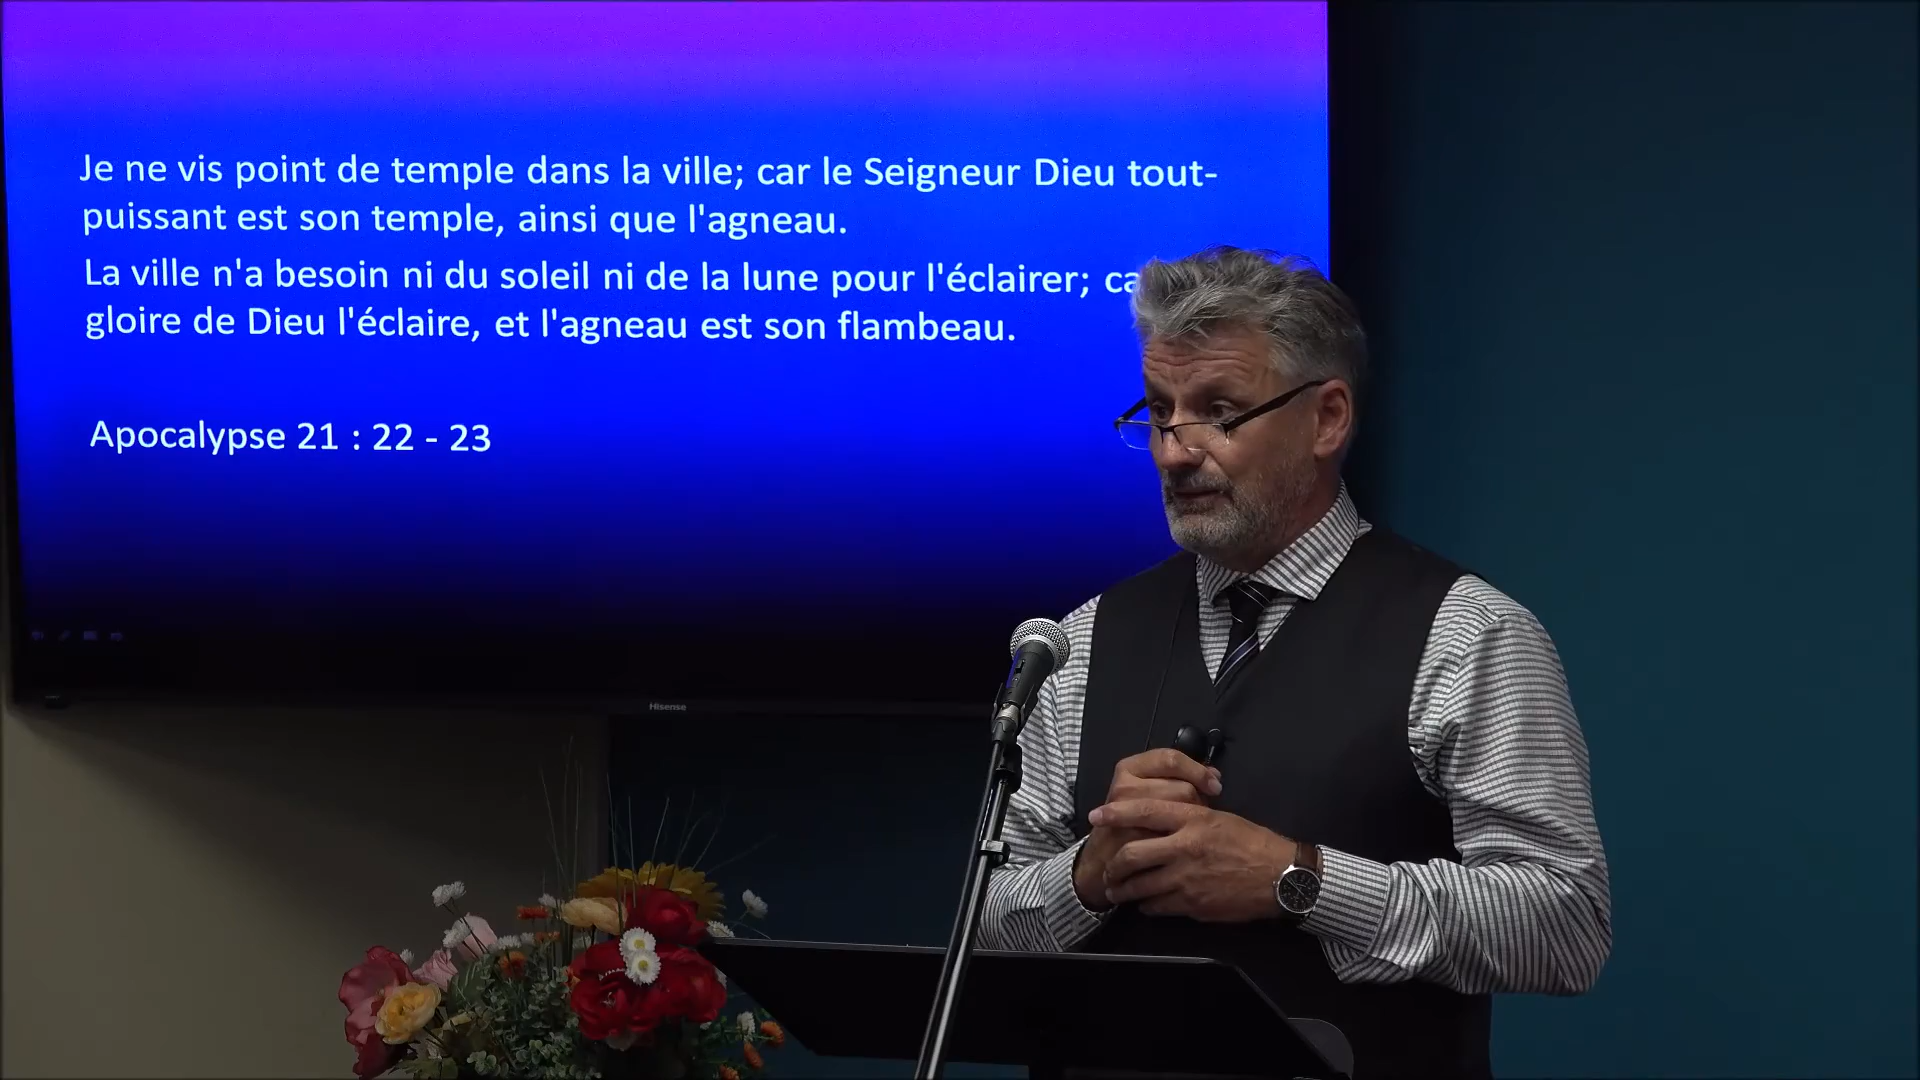 Je ne vis point de temple dans la ville; car le Seigneur Dieu tout-
puissant est son temple, ainsi que l'agneau.
La ville n'a besoin ni du soleil ni de la lune pour l'éclairer;
gloire de Dieu l'éclaire, et l'agneau est son flambeau.
Apocalypse 21 : 22 - 23
Hisense